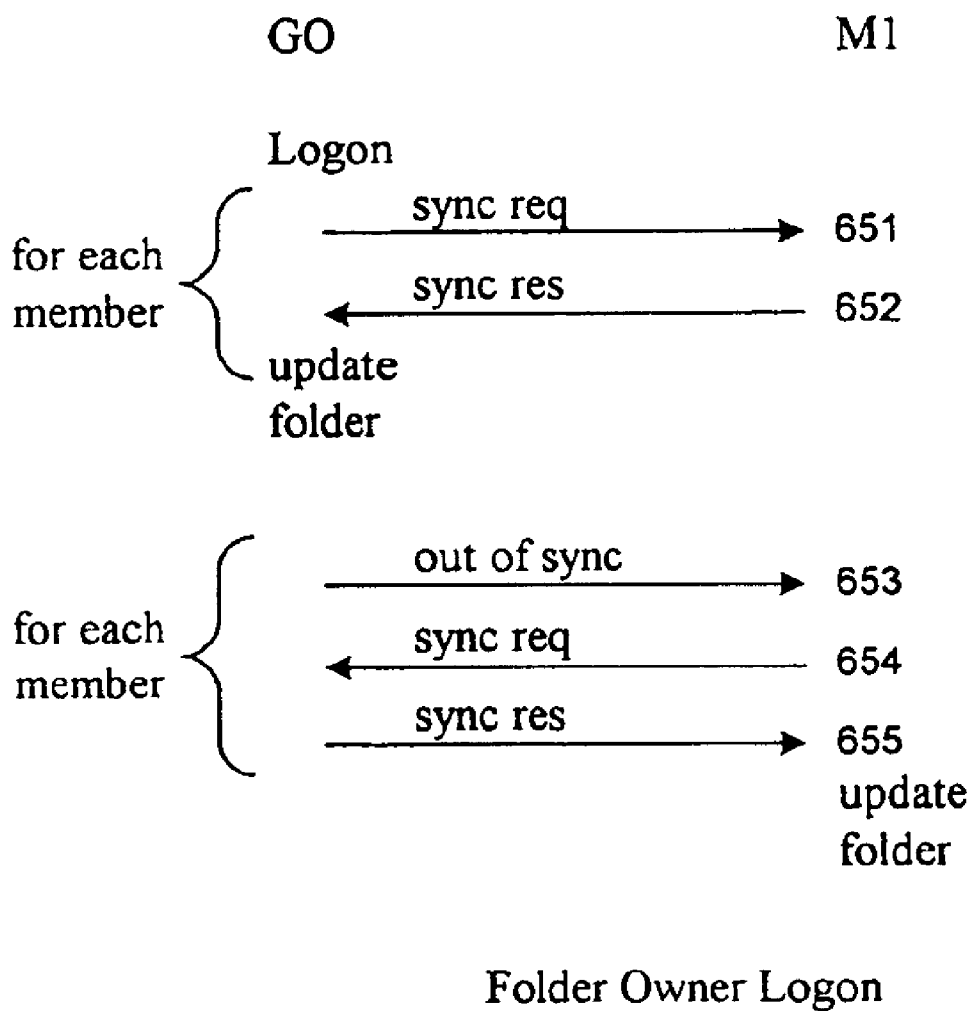 GO M1
Logon
sync req 651
for each
member
sync res 652
update
folder
out of sync 653
for each
member
sync req 654
sync res 655
update
folder
Folder Owner Logon